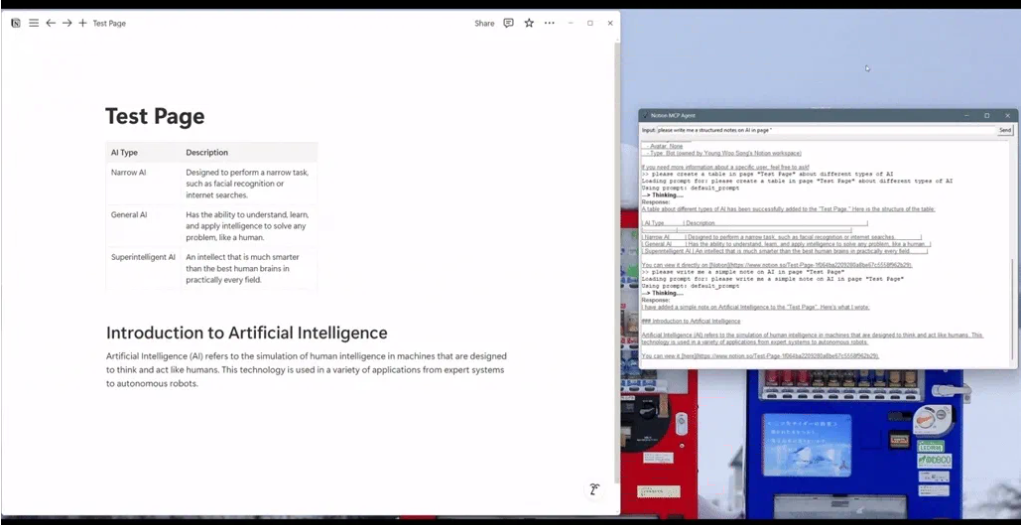 Test Page
Share
Test Page
AI Type Description
Narrow AI Designed to perform a narrow task,
such as facial recognition or
internet searches.
General AI Has the ability to understand, learn,
and apply intelligence to solve any
problem, like a human.
Superintelligent AI An intellect that is much smarter
than the best human brains in
practically every field.
Introduction to Artificial Intelligence
Artificial Intelligence (AI) refers to the simulation of human intelligence in machines that are designed
to think and act like humans. This technology is used in a variety of applications from expert systems
to autonomous robots.
Notion MCP Agent
Input: please write me a structured notes on AI in page "
Send
- Avatar: None
- Type: Bot (owned by Young Woo Song's Notion workspace)
If you need more information about a specific user, feel free to ask!
>> please create a table in page "Test Page" about different types of AI
Loading prompt for: please create a table in page "Test Page" about different types of AI
Using prompt: default_prompt
--> Thinking...
Response:
A table about different types of AI has been successfully added to the "Test Page." Here is the structure of the table:
| AI Type | Description |
| Narrow AI | Designed to perform a narrow task, such as facial recognition or internet searches. |
| General AI | Has the ability to understand, learn, and apply intelligence to solve any problem, like a human. |
| Superintelligent AI | An intellect that is much smarter than the best human brains in practically every field. |
You can view it directly on [Notion]
>> please write me a simple note on AI in page "Test Page"
Loading prompt for: please write me a simple note on AI in page "Test Page"
Using prompt: default_prompt
--> Thinking...
Response:
I have added a simple note on Artificial Intelligence to the "Test Page". Here's what I wrote:
### Introduction to Artificial Intelligence
Artificial Intelligence (AI) refers to the simulation of human intelligence in machines that are designed to think and act like humans. This
technology is used in a variety of applications from expert systems to autonomous robots.
You can view it [here]